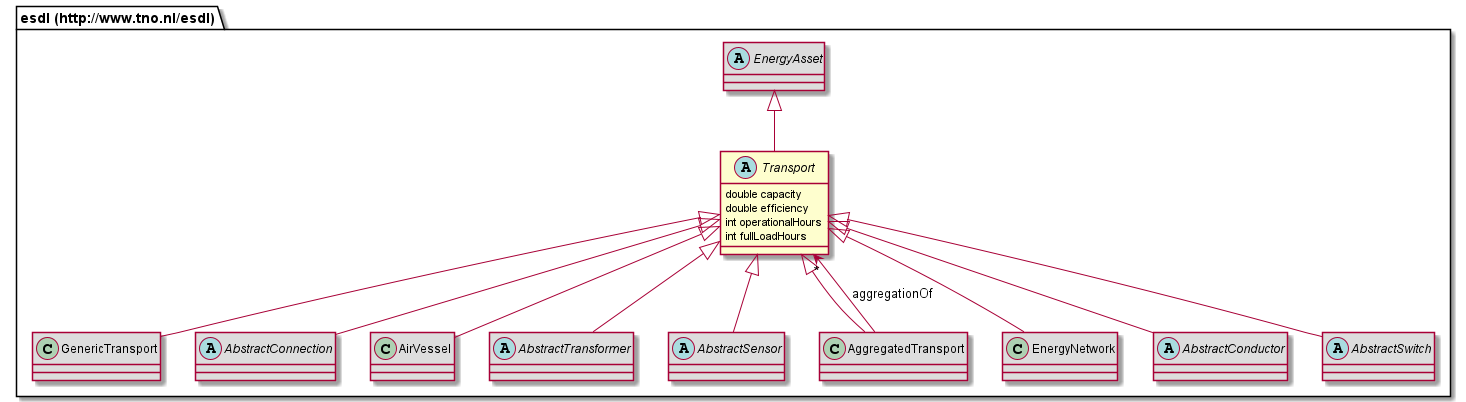 esdl (http://www.tno.nl/esdl)
A EnergyAsset
A Transport
double capacity
double efficiency
int operationalHours
int fullLoadHours
*
aggregationOf
C GenericTransport
A AbstractConnection
C AirVessel
A AbstractTransformer
A AbstractSensor
C AggregatedTransport
C EnergyNetwork
A AbstractConductor
A AbstractSwitch